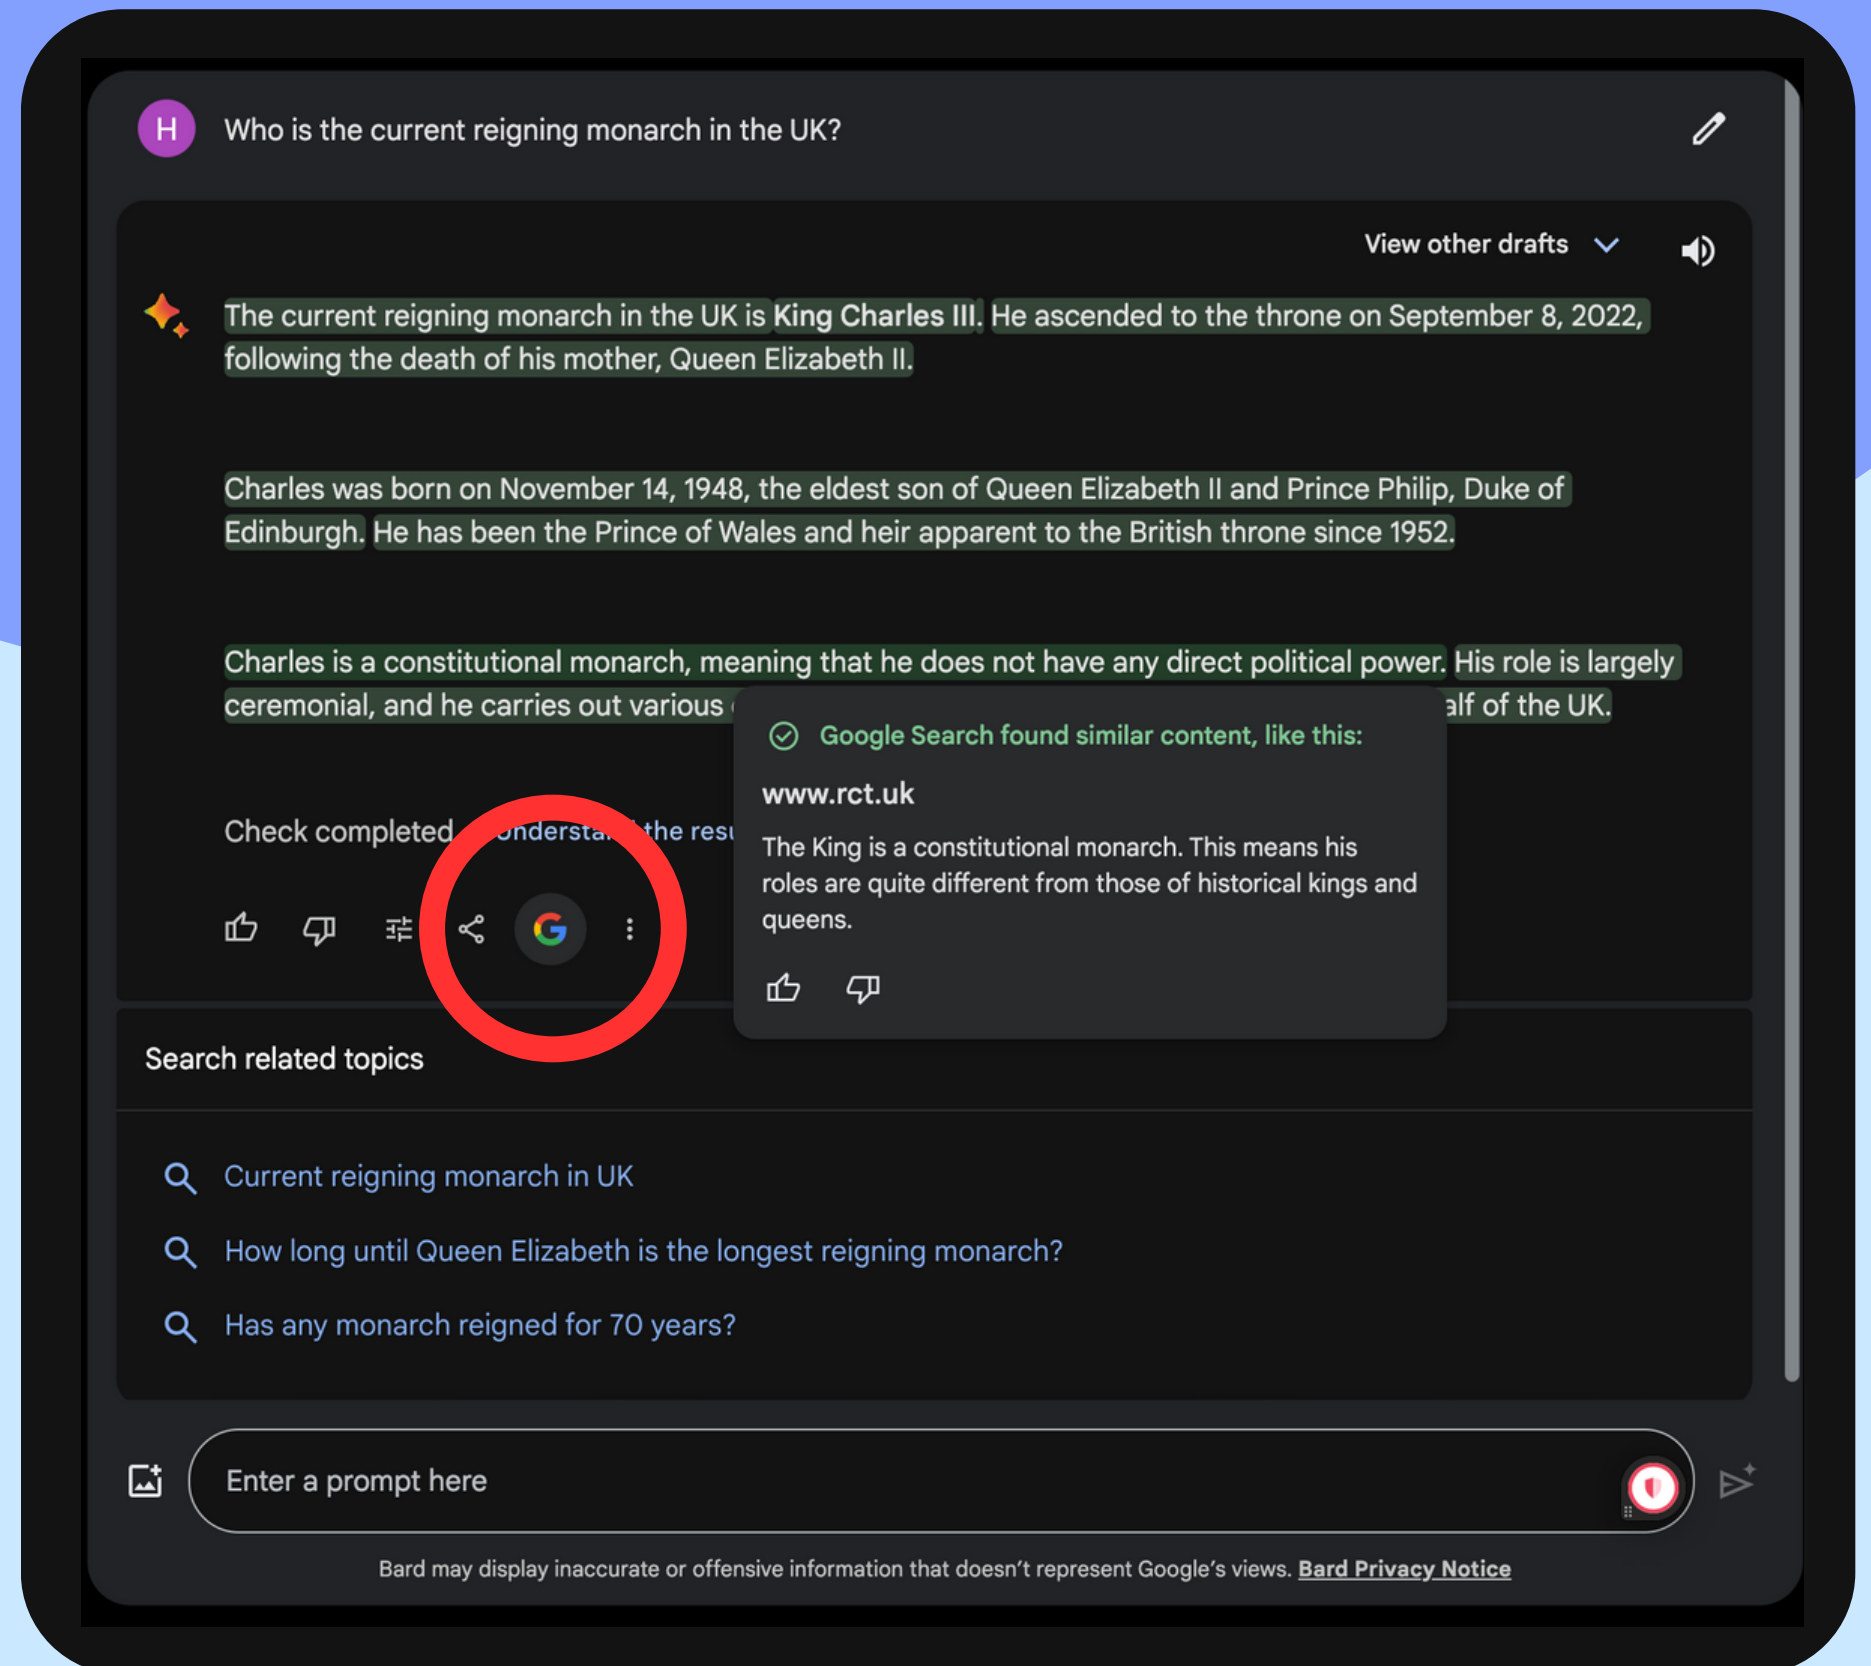 H
Who is the current reigning monarch in the UK?
View other drafts
The current reigning monarch in the UK is King Charles III. He ascended to the throne on September 8, 2022,
following the death of his mother, Queen Elizabeth II.
Charles was born on November 14, 1948, the eldest son of Queen Elizabeth II and Prince Philip, Duke of
Edinburgh. He has been the Prince of Wales and heir apparent to the British throne since 1952.
Charles is a constitutional monarch, meaning that he does not have any direct political power. His role is largely
ceremonial, and he carries out various alf of the UK.
Google Search found similar content, like this:
www.rct.uk
The King is a constitutional monarch. This means his
roles are quite different from those of historical kings and
queens.
Check completed Understand the resu
G
Search related topics
Current reigning monarch in UK
How long until Queen Elizabeth is the longest reigning monarch?
Has any monarch reigned for 70 years?
Enter a prompt here
Bard may display inaccurate or offensive information that doesn't represent Google's views. Bard Privacy Notice